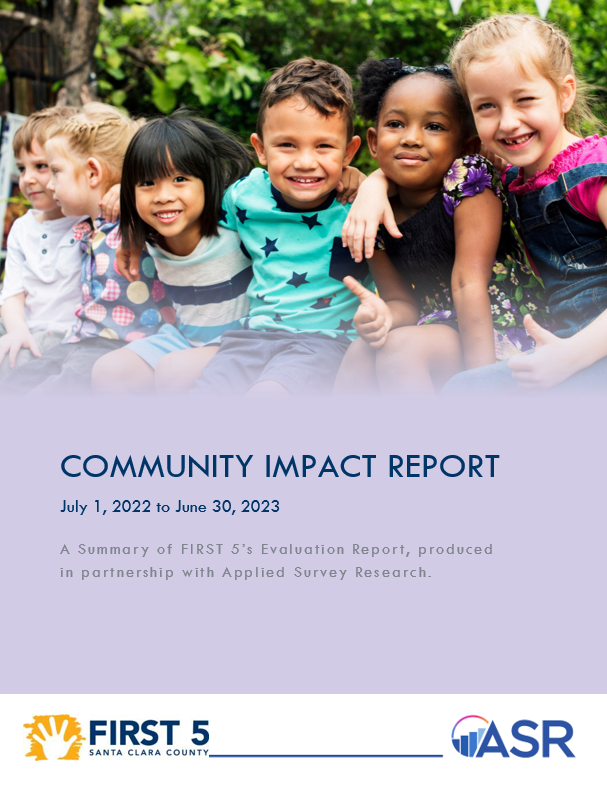 COMMUNITY IMPACT REPORT
July 1, 2022 to June 30, 2023
A Summary of FIRST 5's Evaluation Report, produced
in partnership with Applied Survey Research.
FIRST 5
SANTA CLARA COUNTY
ASR